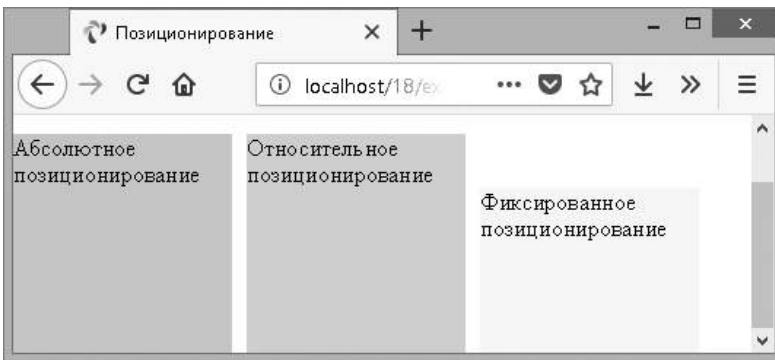 Позиционирование
localhost/18/ex
Абсолютное
позиционирование
Относительное
позиционирование
Фиксированное
позиционирование